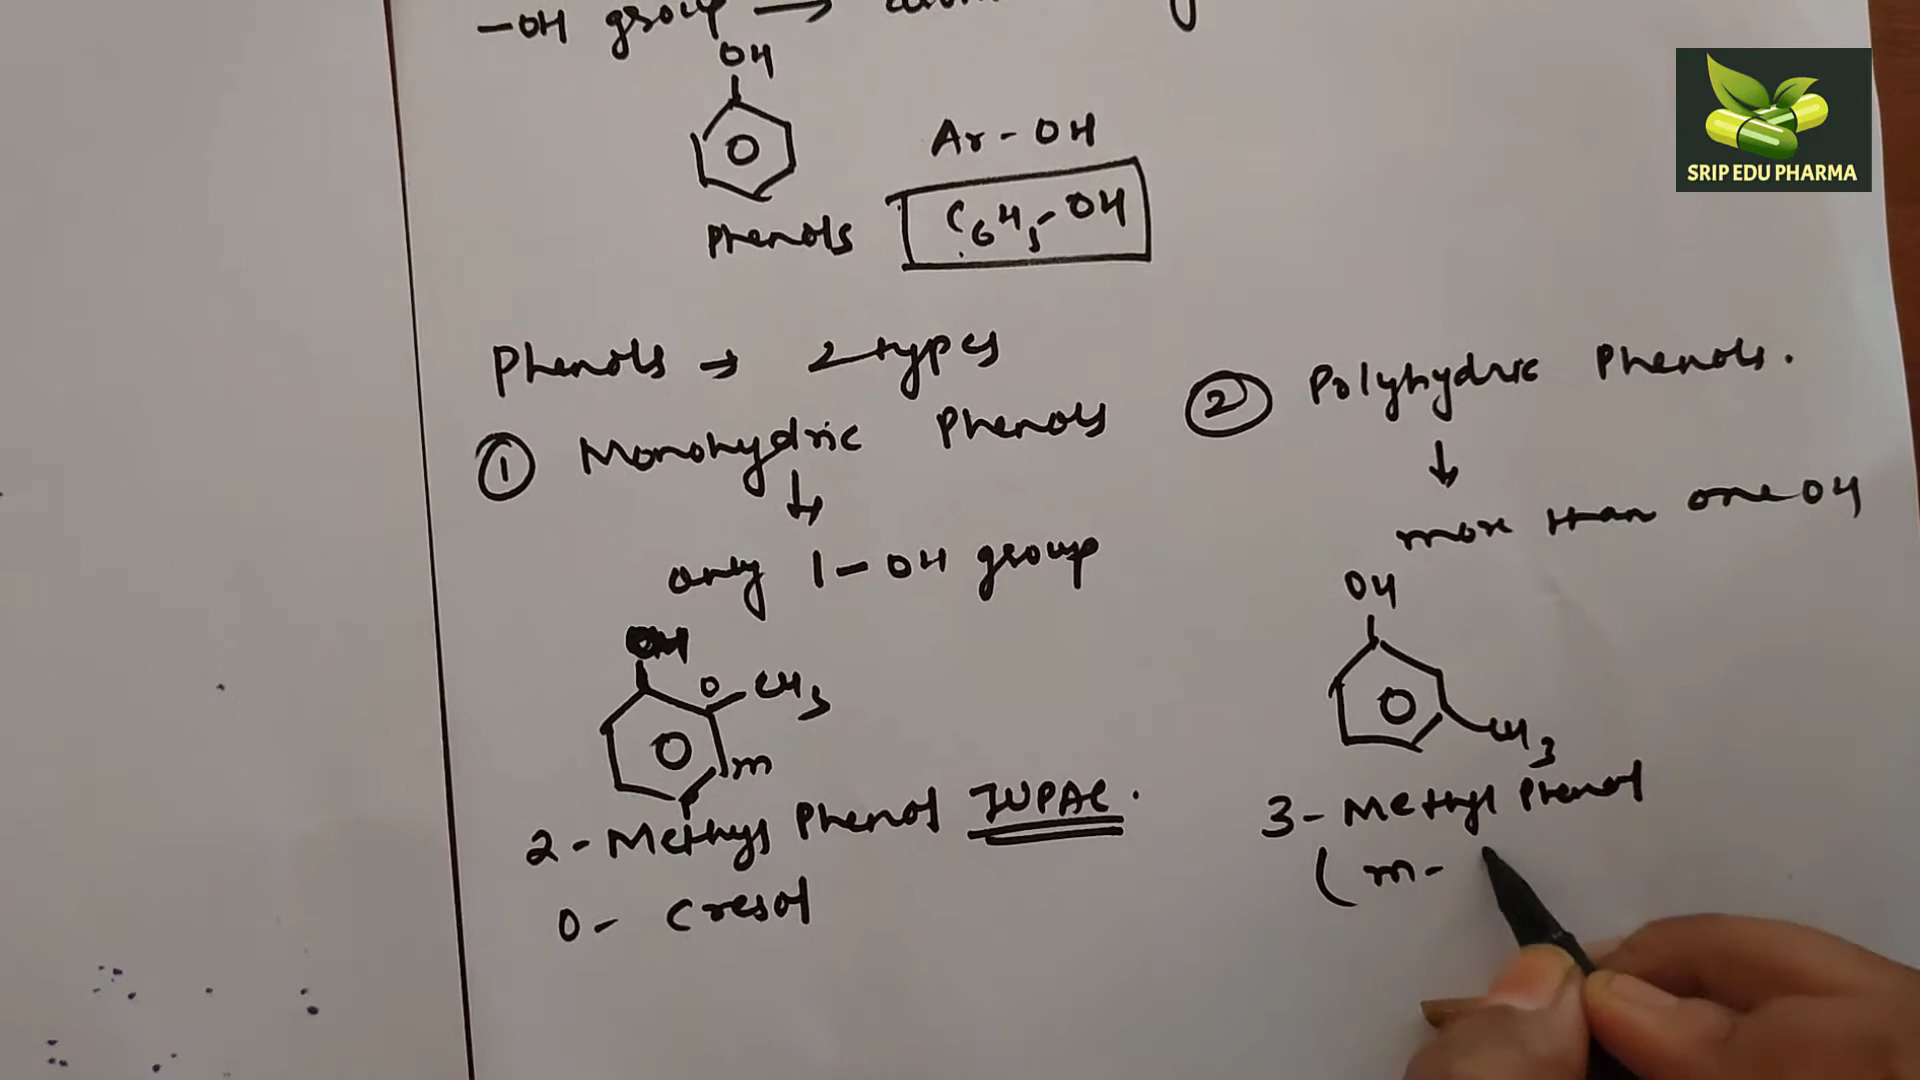 -OH group →
OH
Ar-OH
C6H5-OH
Phenols
SRIP EDU PHARMA
Phenols → 2 types
① Monohydric Phenols
↓
only 1-OH group
OH
o CH3
m
p
2-Methyl Phenol IUPAC.
o- Cresol
② Polyhydric Phenols.
↓
more than one OH
OH
CH3
3-Methyl Phenol
(m-